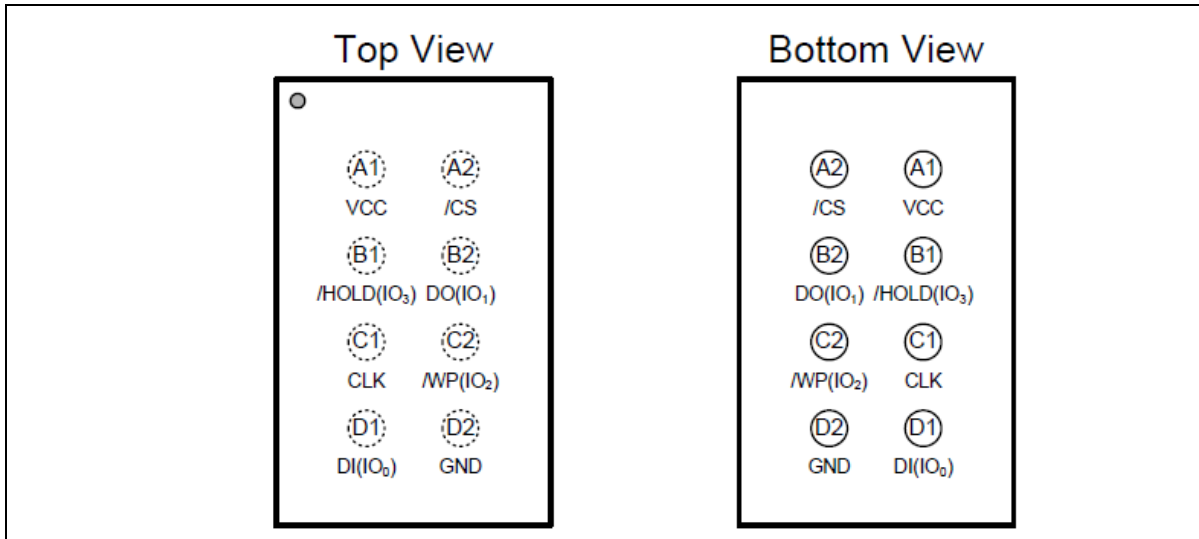 Top View Bottom View
A1 A2 A2 A1
VCC /CS /CS VCC
B1 B2 B2 B1
/HOLD(IO₃) DO(IO₁) DO(IO₁) /HOLD(IO₃)
C1 C2 C2 C1
CLK /WP(IO₂) /WP(IO₂) CLK
D1 D2 D2 D1
DI(IO₀) GND GND DI(IO₀)